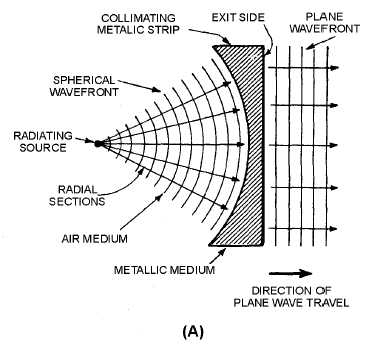 COLLIMATING
METALIC STRIP
EXIT SIDE
PLANE
WAVEFRONT
SPHERICAL
WAVEFRONT
RADIATING
SOURCE
RADIAL
SECTIONS
AIR MEDIUM
METALLIC MEDIUM
DIRECTION OF
PLANE WAVE TRAVEL
(A)